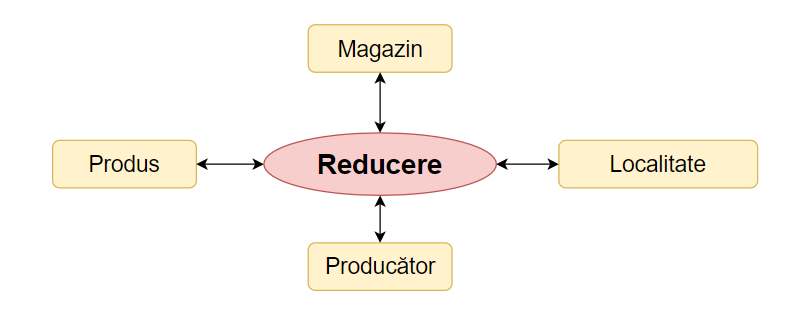 Magazin
Produs
Reducere
Localitate
Producător